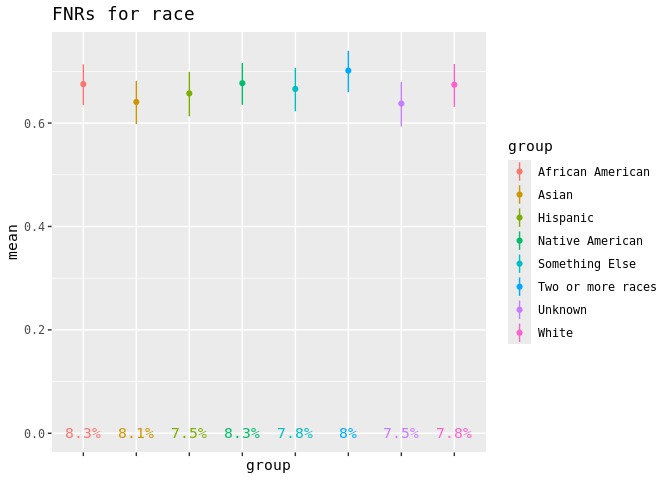 FNRs for race
mean
0.6
0.4
0.2
0.0
8.3% 8.1% 7.5% 8.3% 7.8% 8% 7.5% 7.8%
group
group
African American
Asian
Hispanic
Native American
Something Else
Two or more races
Unknown
White